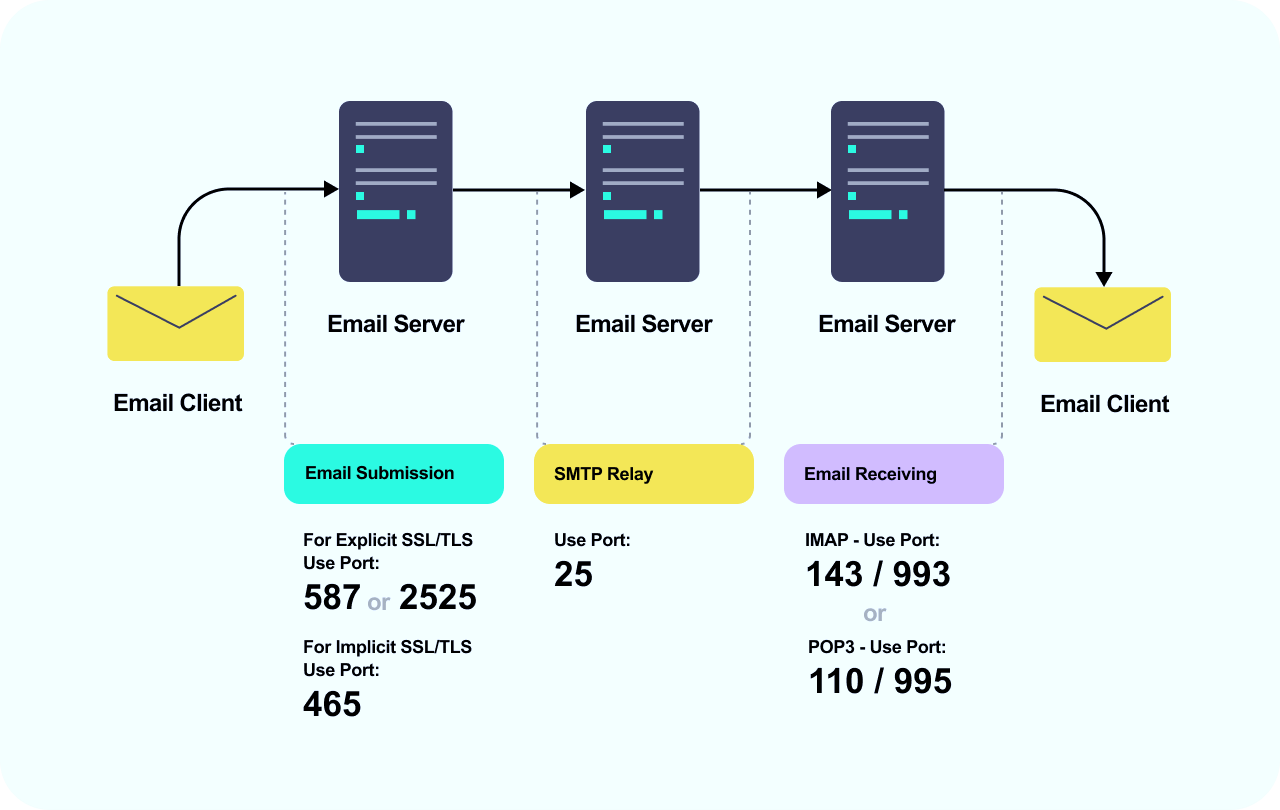 Email Server
Email Server
Email Server
Email Client
Email Client
Email Submission
SMTP Relay
Email Receiving
For Explicit SSL/TLS
Use Port:
587 or 2525
For Implicit SSL/TLS
Use Port:
465
Use Port:
25
IMAP - Use Port:
143 / 993
or
POP3 - Use Port:
110 / 995